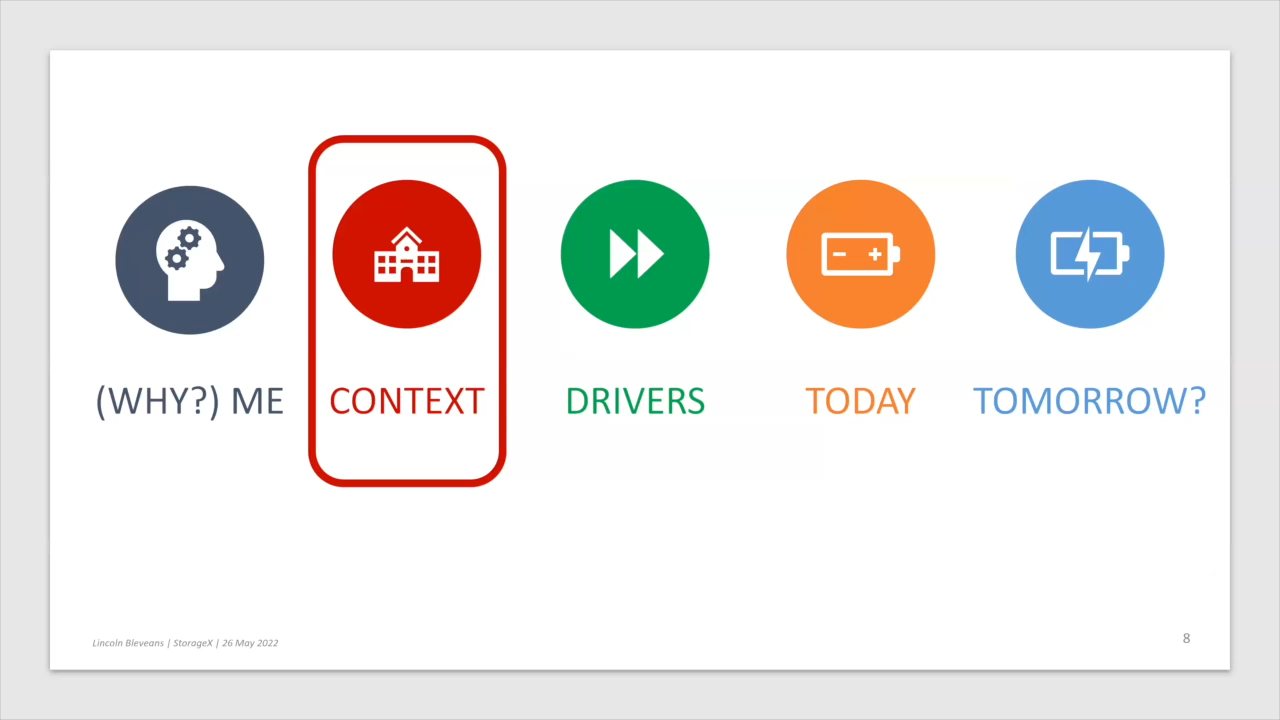 (WHY?) ME
CONTEXT
DRIVERS
TODAY
TOMORROW?
Lincoln Bleveans | StorageX | 26 May 2022
8